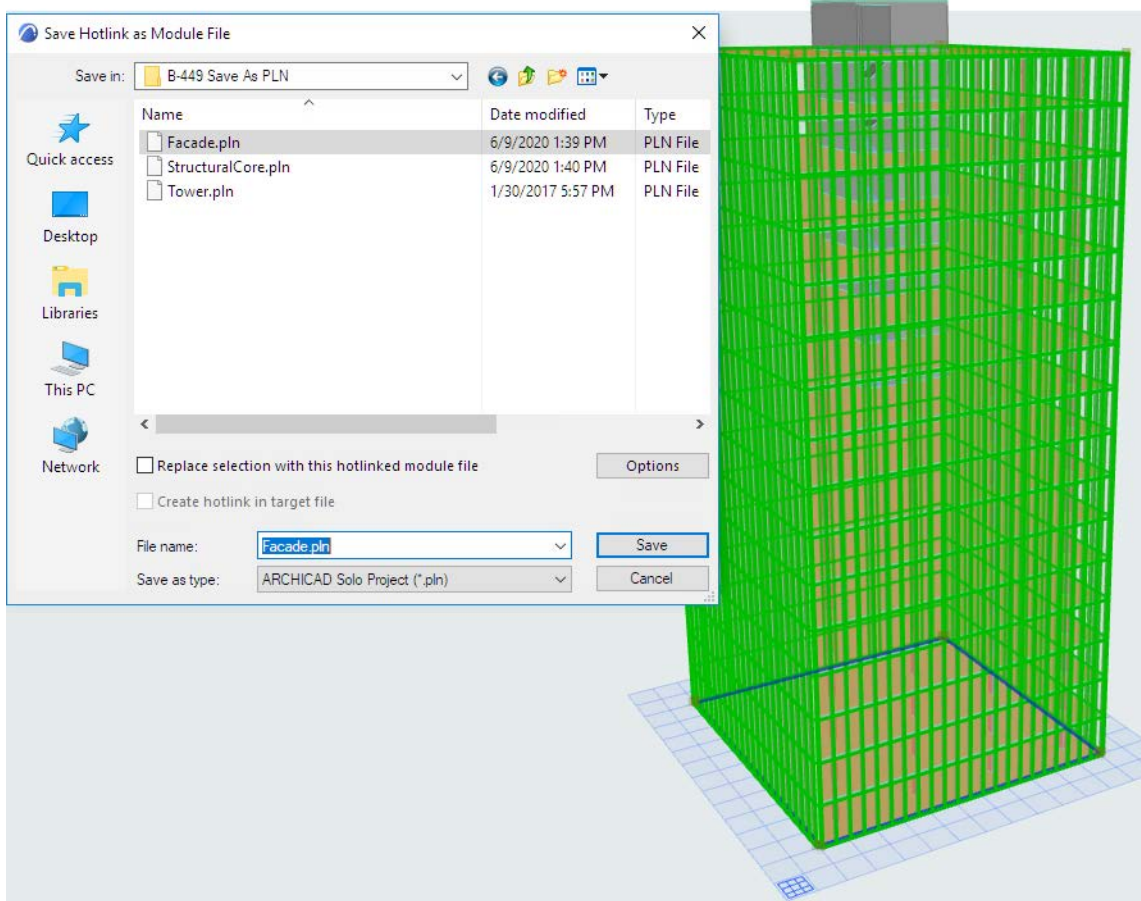 Save Hotlink as Module File
Save in: B-449 Save As PLN
Name Date modified Type
Facade.pln 6/9/2020 1:39 PM PLN File
StructuralCore.pln 6/9/2020 1:40 PM PLN File
Tower.pln 1/30/2017 5:57 PM PLN File
Quick access
Desktop
Libraries
This PC
Network
Replace selection with this hotlinked module file Options
Create hotlink in target file
File name: Facade.pln Save
Save as type: ARCHICAD Solo Project (*.pln) Cancel